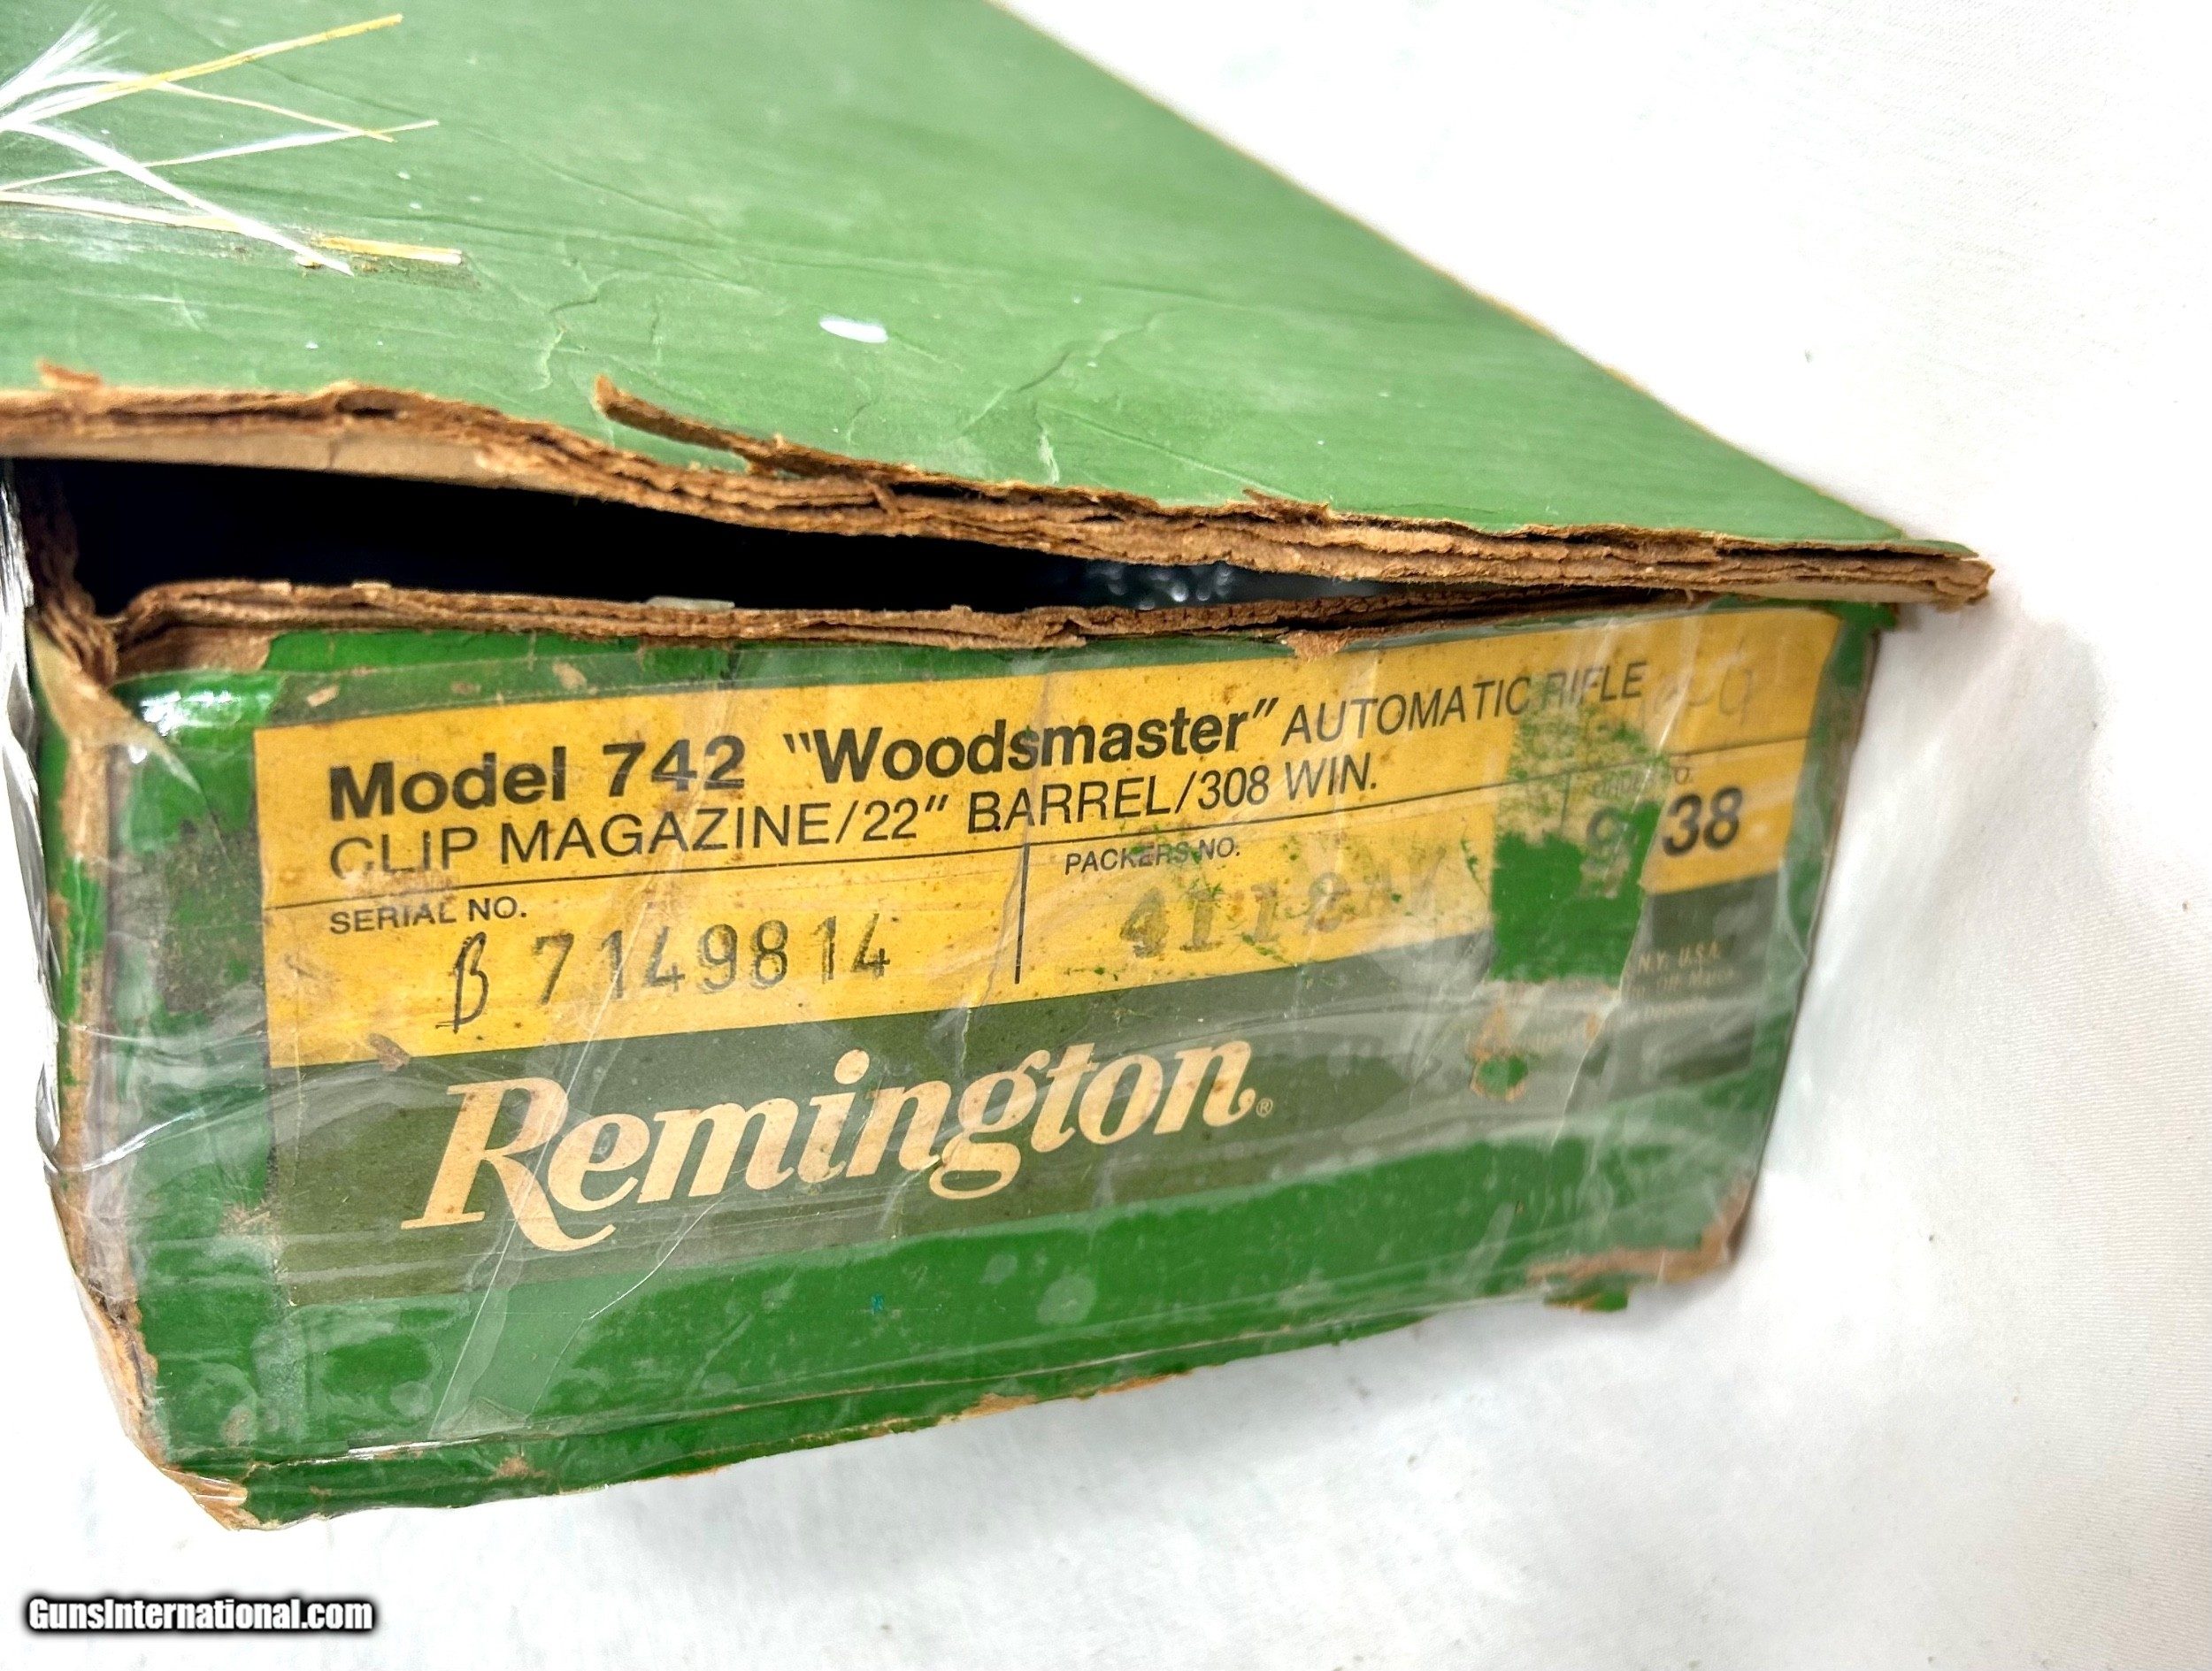 Model 742 "Woodsmaster" AUTOMATIC RIFLE
CLIP MAGAZINE/22" BARREL/308 WIN.
SERIAL NO.
B 7149814
PACKERS NO.
38
N.Y. U.S.A.
Remington®
GunsInternational.com